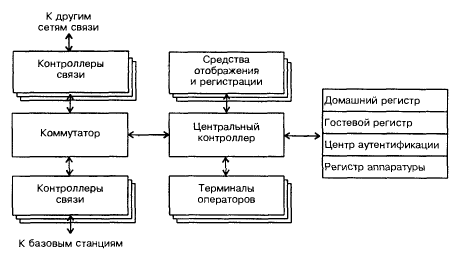 К другим
сетям связи
Контроллеры
связи
Средства
отображения
и регистрации
Коммутатор
Центральный
контроллер
Домашний регистр
Гостевой регистр
Центр аутентификации
Регистр аппаратуры
Контроллеры
связи
Терминалы
операторов
К базовым станциям